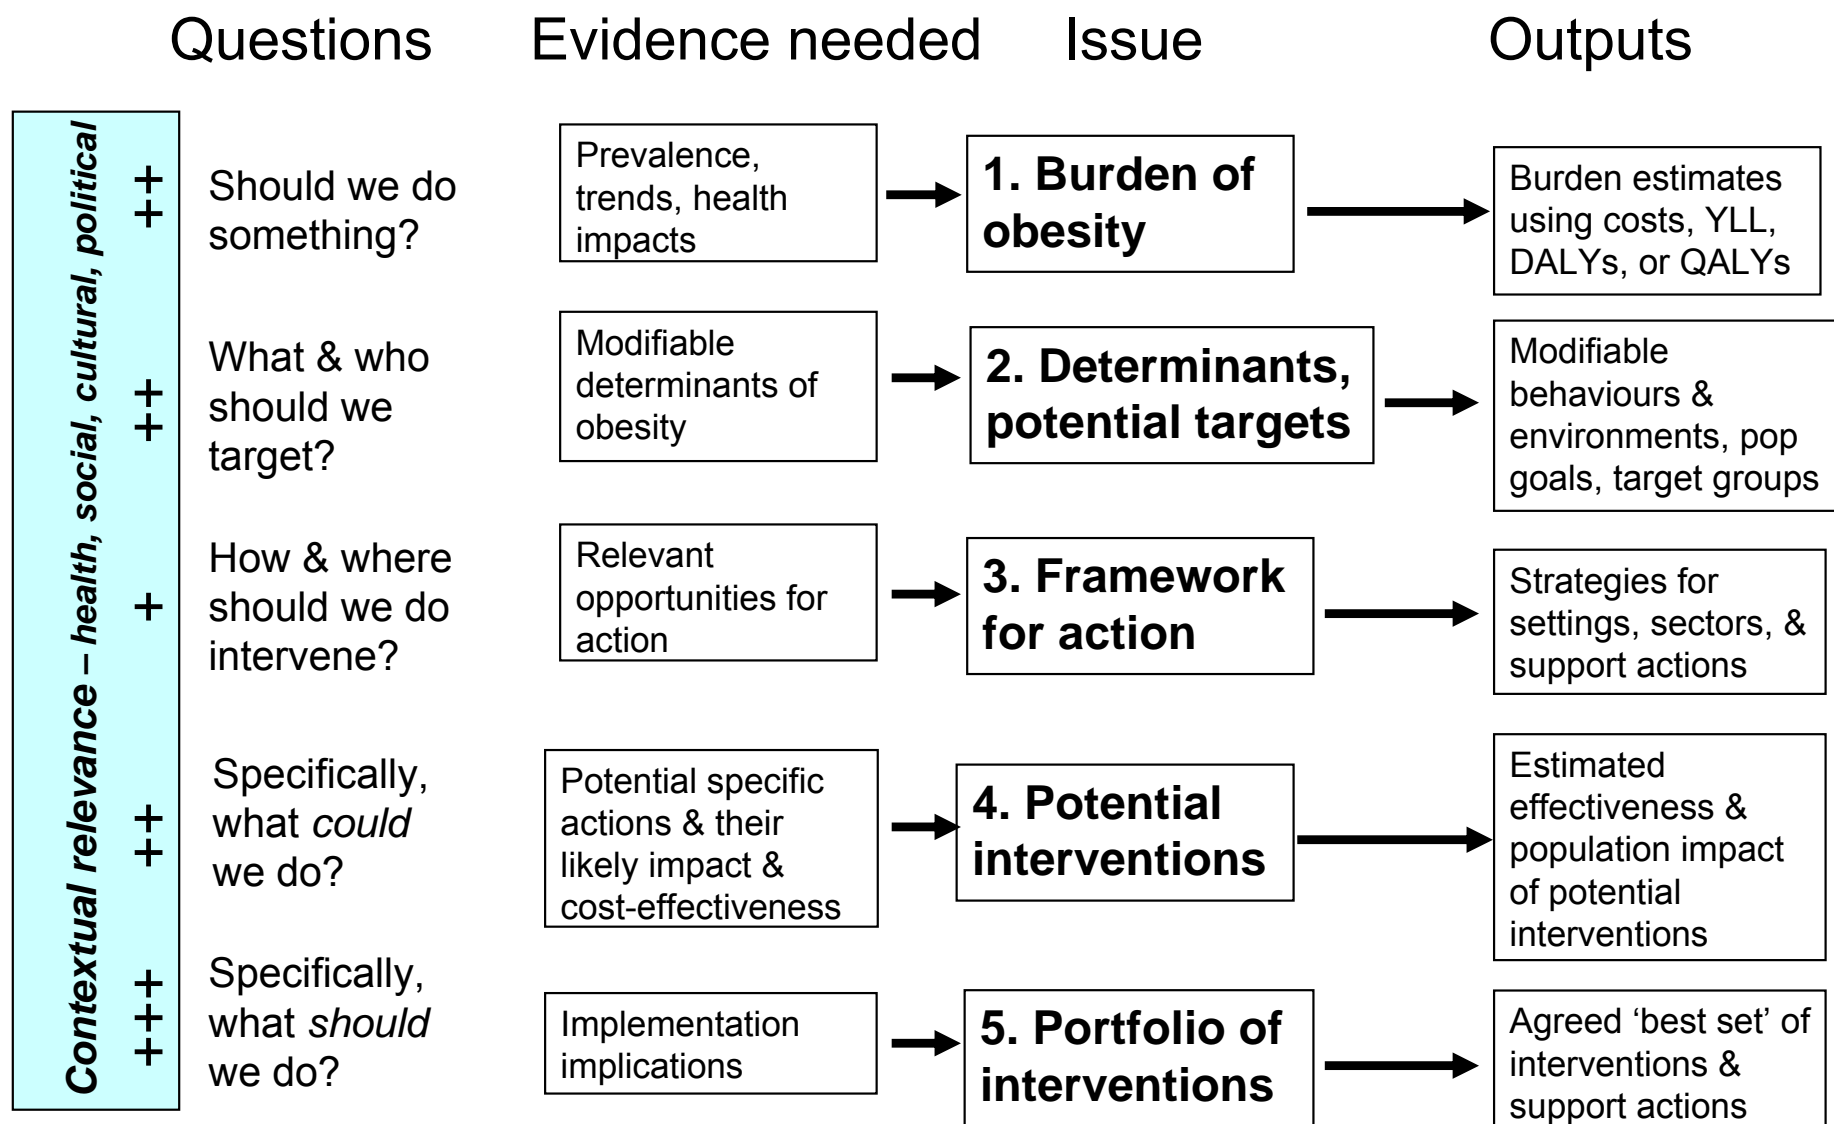 Questions
Evidence needed
Issue
Outputs
Contextual relevance – health, social, cultural, political
++
Should we do
something?
Prevalence,
trends, health
impacts
1. Burden of
obesity
Burden estimates
using costs, YLL,
DALYs, or QALYs
++
What & who
should we
target?
Modifiable
determinants of
obesity
2. Determinants,
potential targets
Modifiable
behaviours &
environments, pop
goals, target groups
+
How & where
should we do
intervene?
Relevant
opportunities for
action
3. Framework
for action
Strategies for
settings, sectors, &
support actions
++
Specifically,
what could
we do?
Potential specific
actions & their
likely impact &
cost-effectiveness
4. Potential
interventions
Estimated
effectiveness &
population impact
of potential
interventions
+++
Specifically,
what should
we do?
Implementation
implications
5. Portfolio of
interventions
Agreed ‘best set’ of
interventions &
support actions